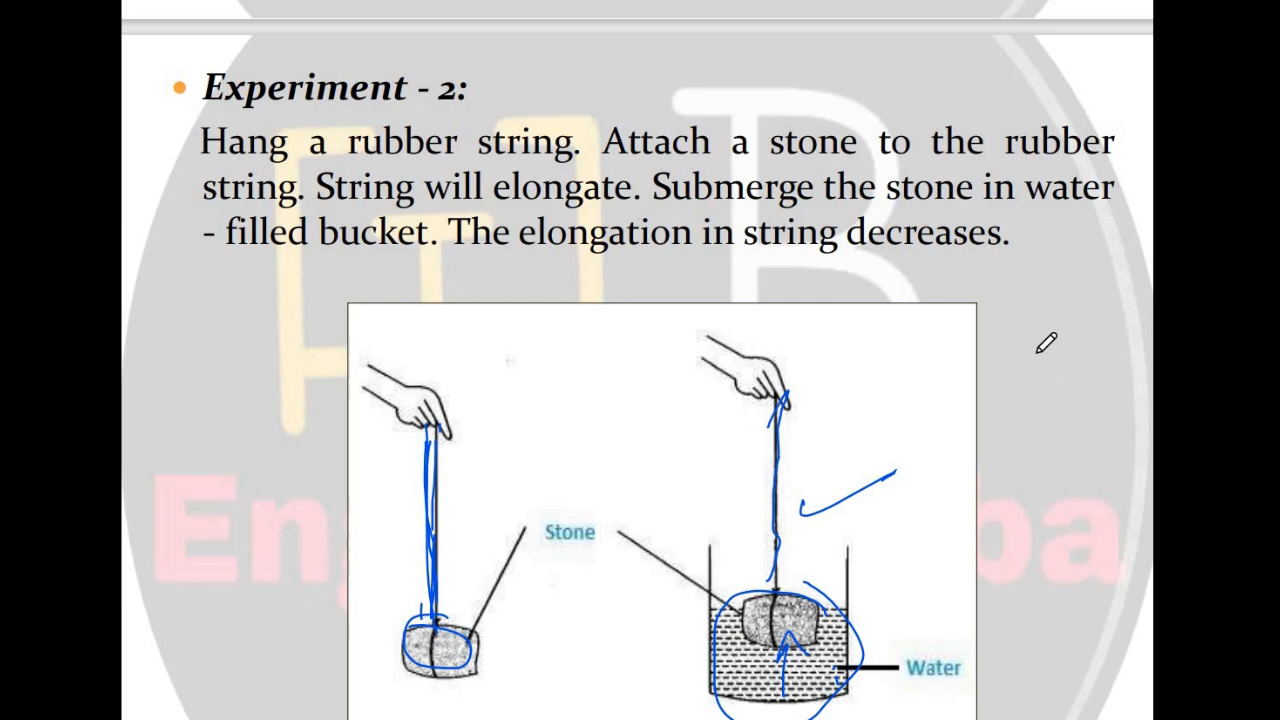 Experiment - 2:
Hang a rubber string. Attach a stone to the rubber
string. String will elongate. Submerge the stone in water
- filled bucket. The elongation in string decreases.
Stone
Water